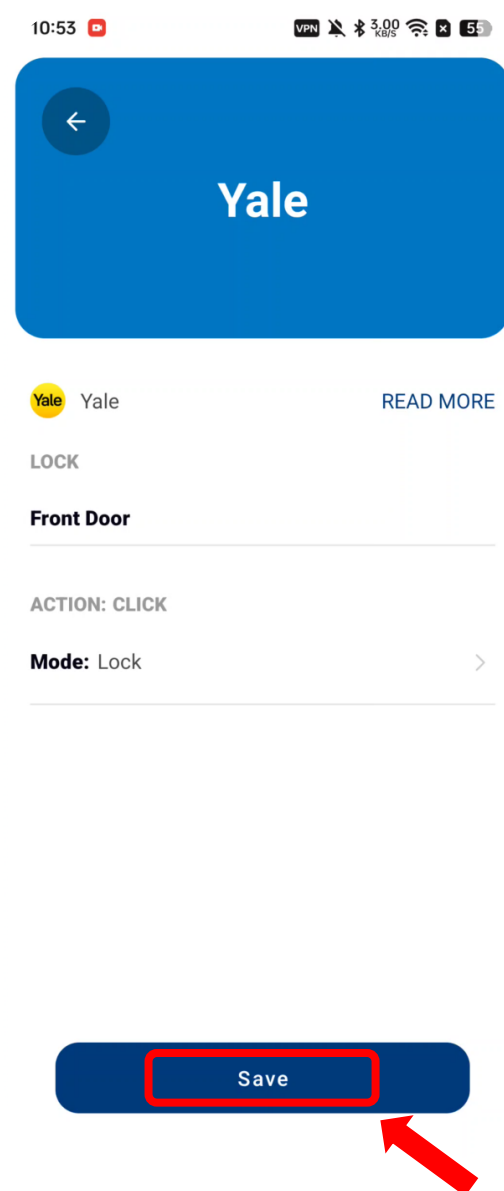 10:53 VPN 3.00 KB/S 55
Yale
Yale Yale READ MORE
LOCK
Front Door
ACTION: CLICK
Mode: Lock
Save